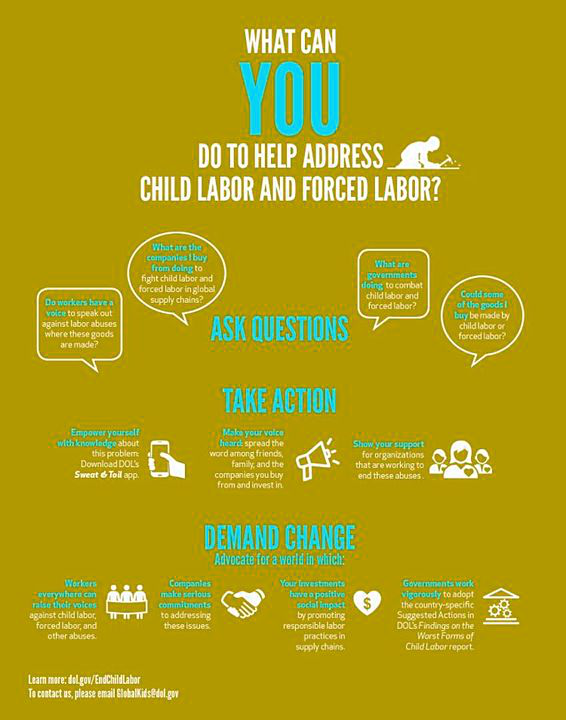 WHAT CAN
YOU
DO TO HELP ADDRESS
CHILD LABOR AND FORCED LABOR?
Do workers have a
voice to speak out
against labor abuses
where these goods
are made?
What are the
companies I buy
from doing to
fight child labor and
forced labor in global
supply chains?
What are
governments
doing to combat
child labor and
forced labor?
Could some
of the goods I
buy be made by
child labor or
forced labor?
ASK QUESTIONS
TAKE ACTION
Empower yourself
with knowledge about
this problem:
Download DOL's
Sweat & Toil app.
Make your voice
heard: spread the
word among friends,
family, and the
companies you buy
from and invest in.
Show your support
for organizations
that are working to
end these abuses.
DEMAND CHANGE
Advocate for a world in which:
Workers
everywhere can
raise their voices
against child labor,
forced labor, and
other abuses.
Companies
make serious
commitments
to addressing
these issues.
Your investments
have a positive
social impact
by promoting
responsible labor
practices in
supply chains.
$
Governments work
vigorously to adopt
the country-specific
Suggested Actions in
DOL's Findings on the
Worst Forms of
Child Labor report.
Learn more: dol.gov/EndChildLabor
To contact us, please email GlobalKids@dol.gov